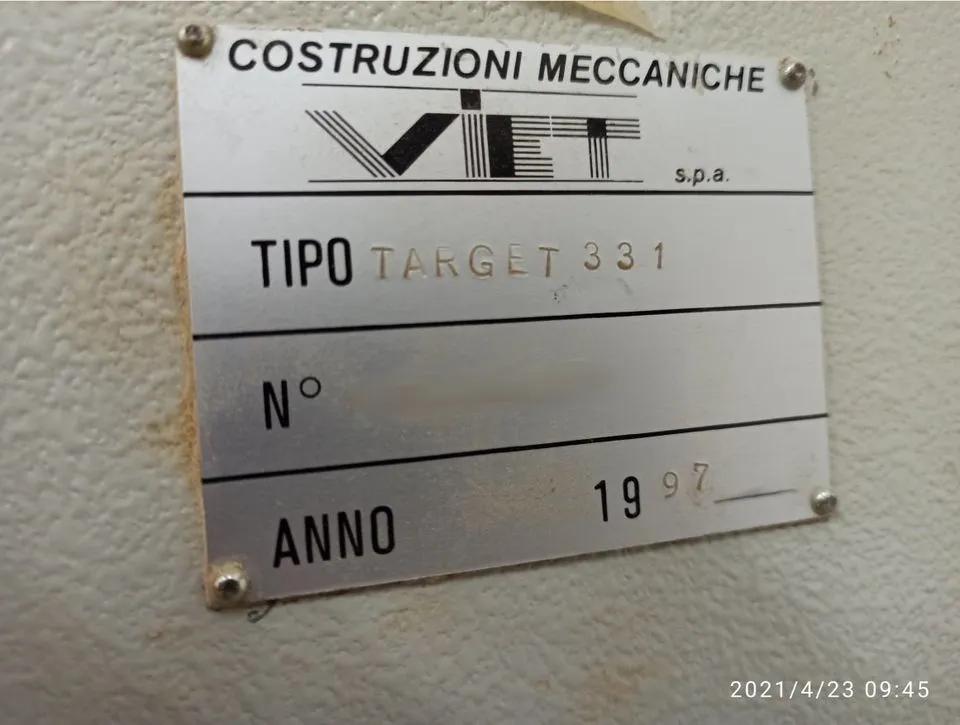 COSTRUZIONI MECCANICHE
ViET s.p.a.
TIPO TARGET 331
N°
ANNO 1997
2021/4/23 09:45